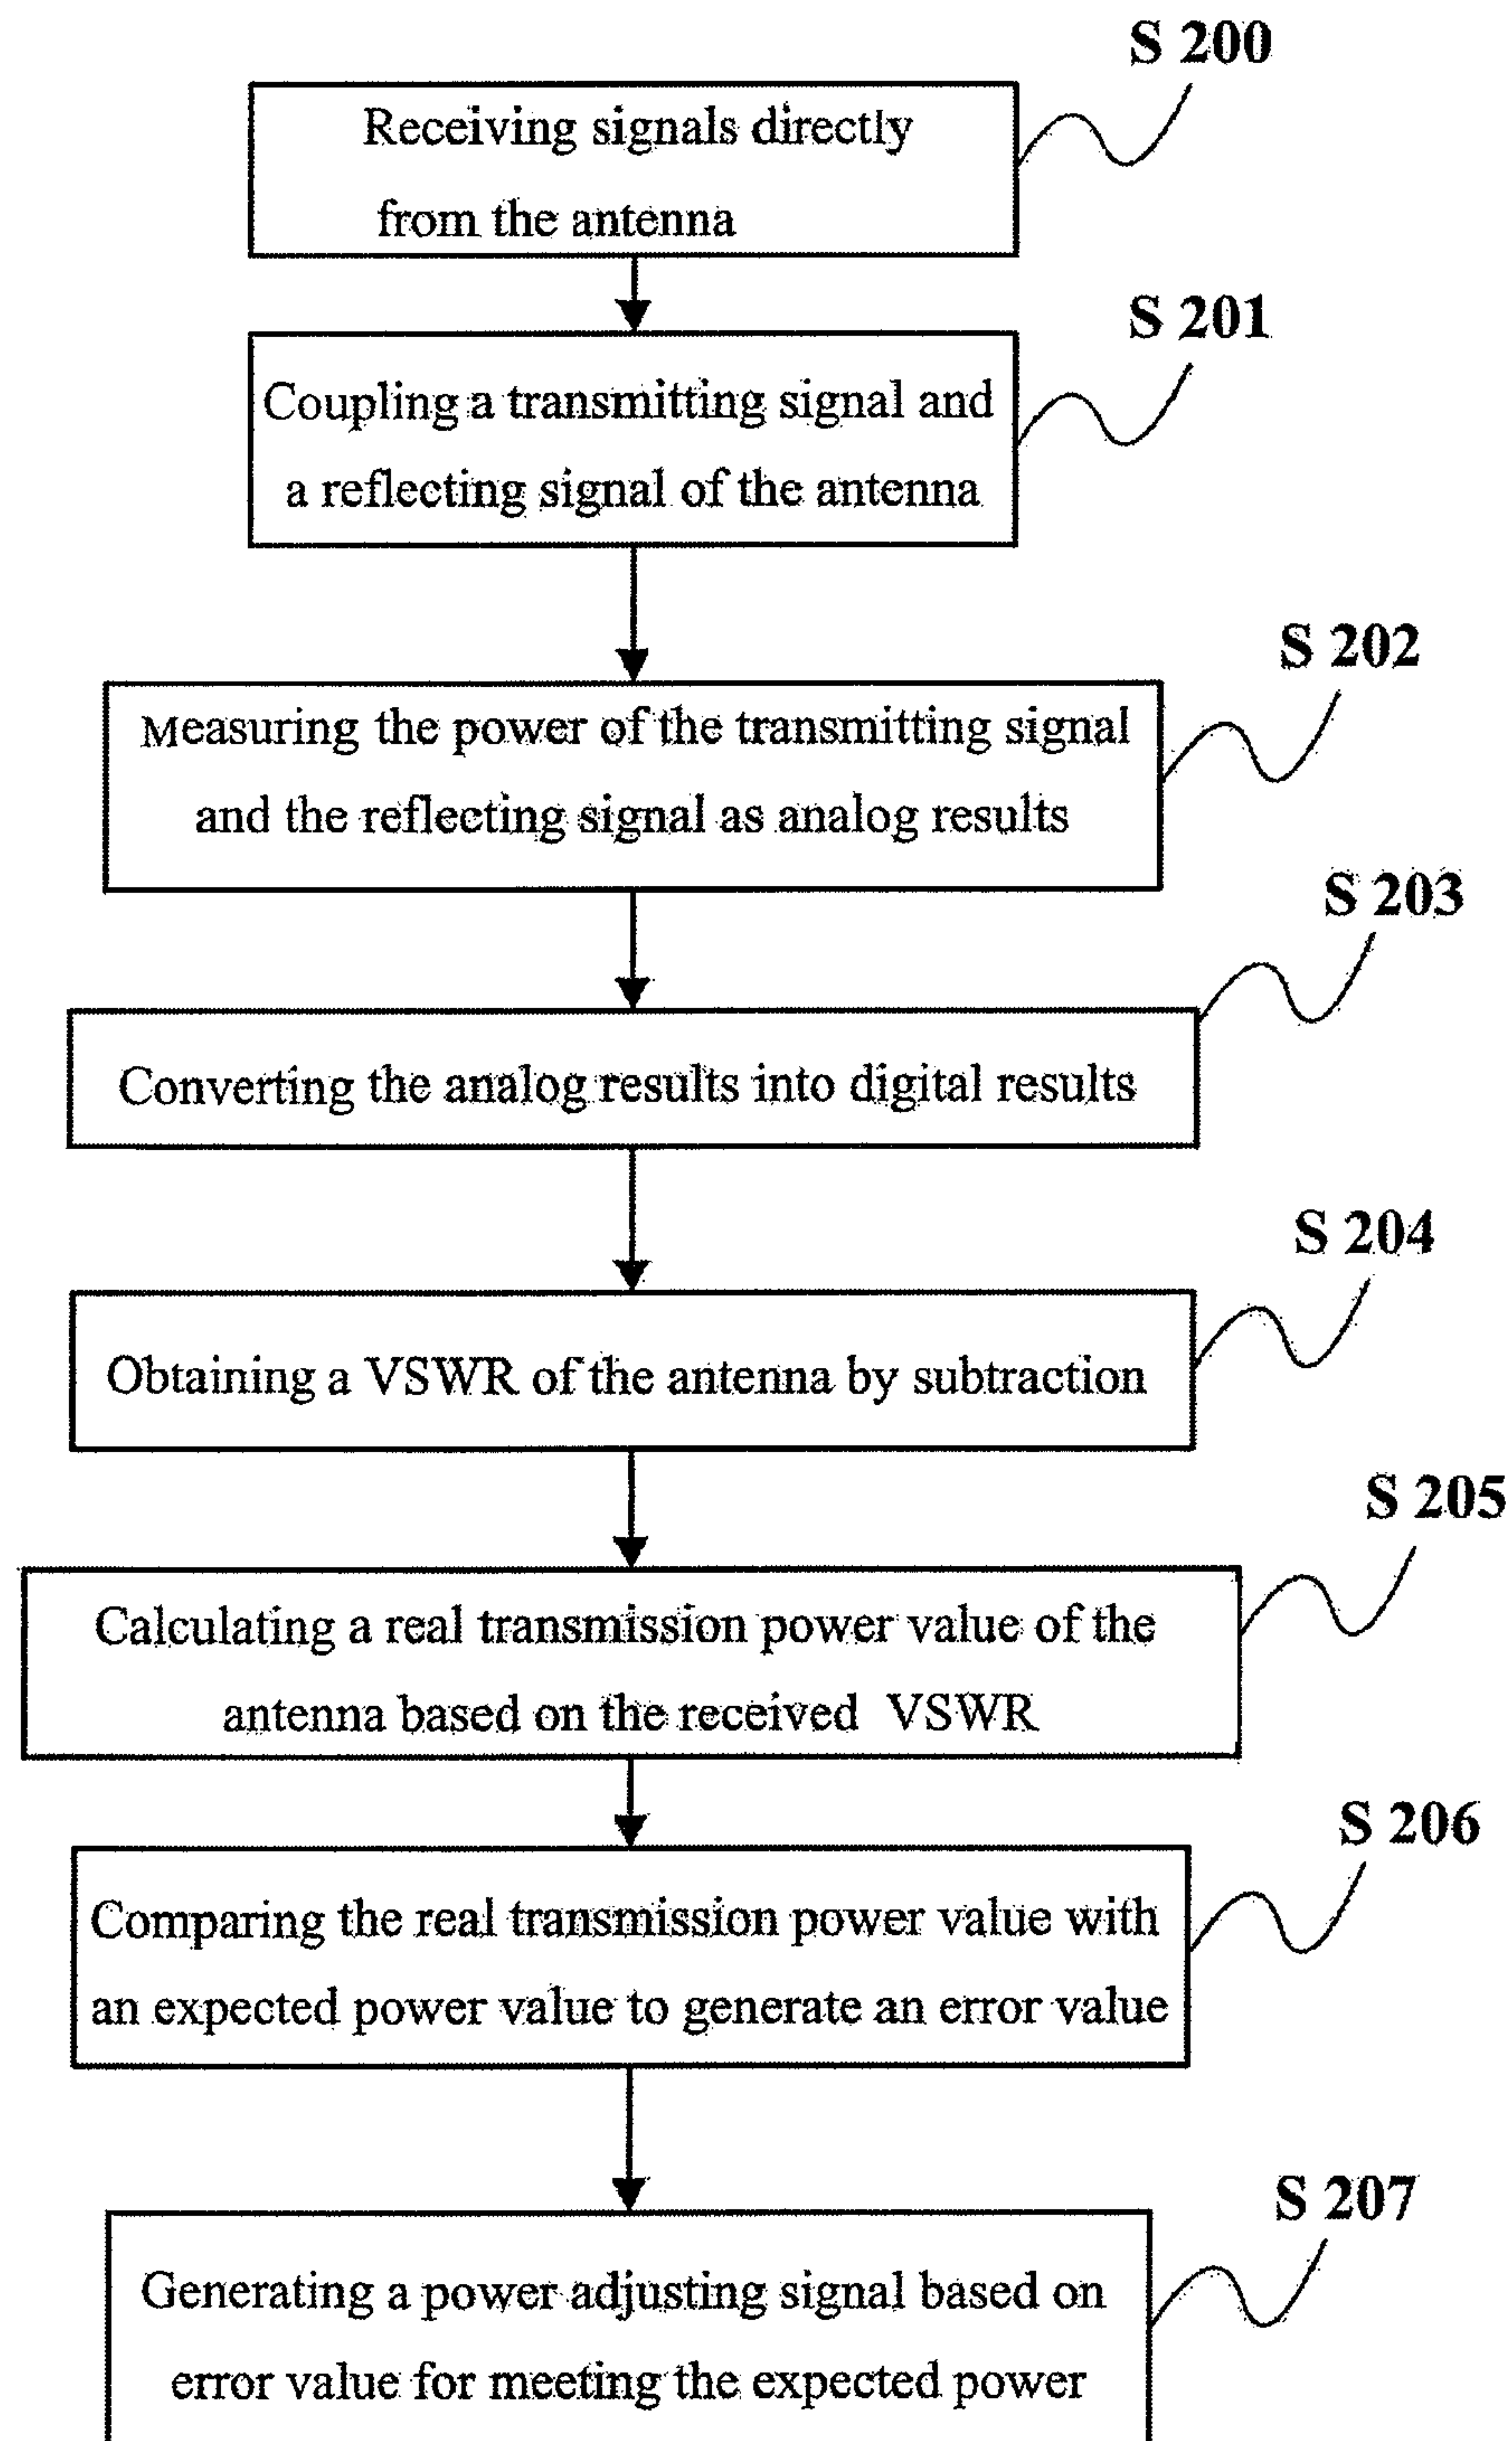 S 200
Receiving signals directly
from the antenna
S 201
Coupling a transmitting signal and
a reflecting signal of the antenna
S 202
Measuring the power of the transmitting signal
and the reflecting signal as analog results
S 203
Converting the analog results into digital results
S 204
Obtaining a VSWR of the antenna by subtraction
S 205
Calculating a real transmission power value of the
antenna based on the received VSWR
S 206
Comparing the real transmission power value with
an expected power value to generate an error value
S 207
Generating a power adjusting signal based on
error value for meeting the expected power